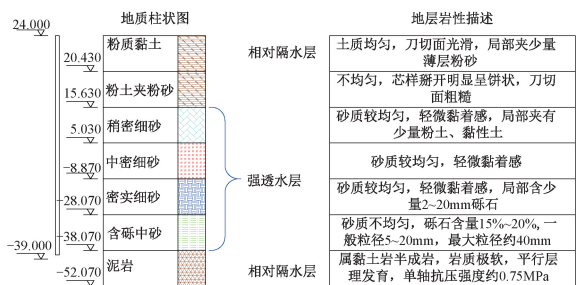 地质柱状图 地层岩性描述
24.000
粉质黏土 相对隔水层 土质均匀，刀切面光滑，局部夹少量
薄层粉砂
20.430
粉土夹粉砂 不均匀，芯样掰开明显呈饼状，刀切
面粗糙
15.630
稍密细砂 砂质较均匀，轻微黏着感，局部夹有
少量粉土、黏性土
5.030
中密细砂 砂质较均匀，轻微黏着感
-8.870
强透水层
密实细砂 砂质较均匀，轻微黏着感，局部含少
量2~20mm砾石
-28.070
含砾中砂 砂质不均匀，砾石含量15%~20%, 一
般粒径5~20mm，最大粒径约40mm
-38.070
-39.000
泥岩 相对隔水层 属黏土岩半成岩，岩质极软，平行层
理发育，单轴抗压强度约0.75MPa
-52.070